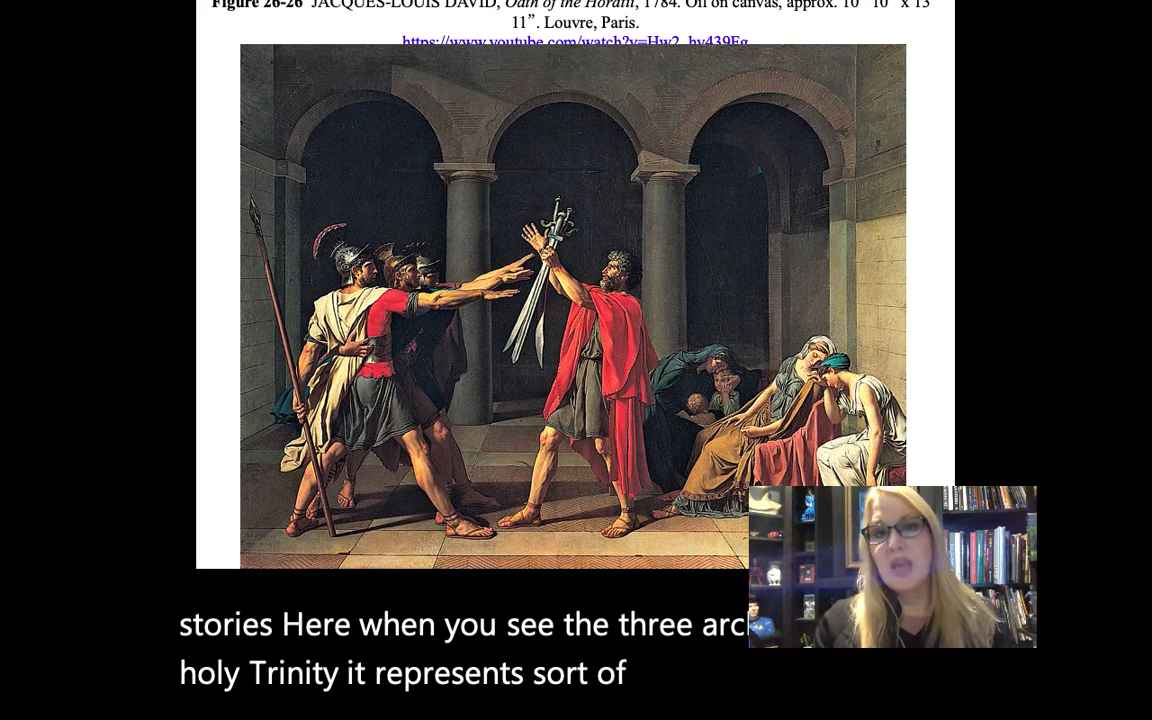 Figure 26-26 JACQUES-LOUIS DAVID, Oath of the Horatii, 1784. Oil on canvas, approx. 10' 10" x 13'
11”. Louvre, Paris.
https://www.youtube.com/watch?v=Hw2_hy439Eg
stories Here when you see the three arc
holy Trinity it represents sort of